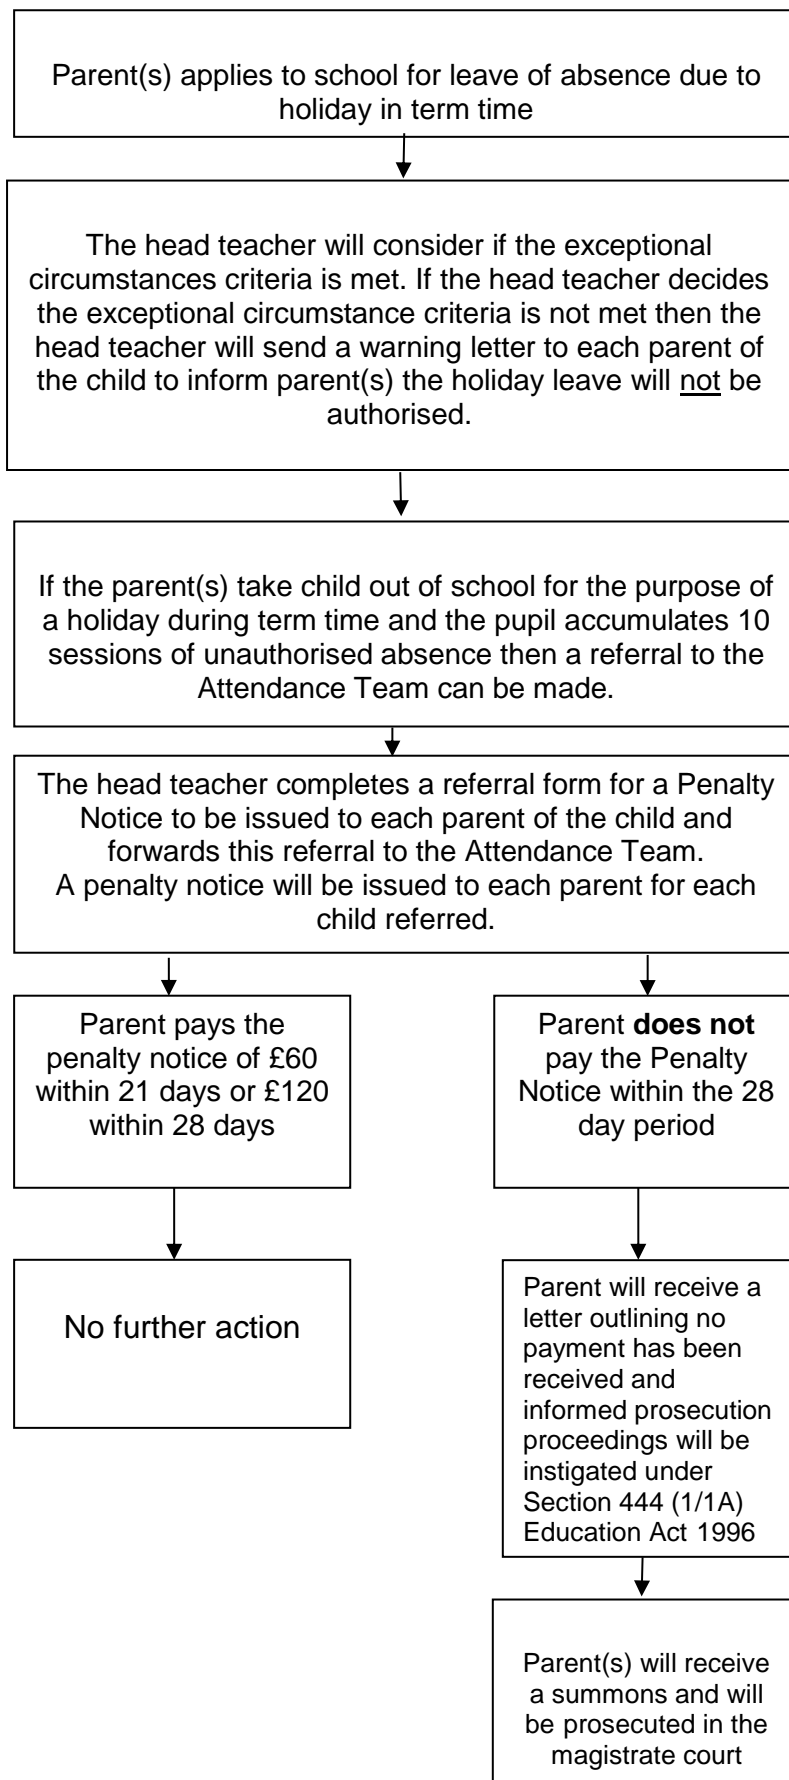 Parent(s) applies to school for leave of absence due to
holiday in term time
The head teacher will consider if the exceptional
circumstances criteria is met. If the head teacher decides
the exceptional circumstance criteria is not met then the
head teacher will send a warning letter to each parent of
the child to inform parent(s) the holiday leave will not be
authorised.
If the parent(s) take child out of school for the purpose of
a holiday during term time and the pupil accumulates 10
sessions of unauthorised absence then a referral to the
Attendance Team can be made.
The head teacher completes a referral form for a Penalty
Notice to be issued to each parent of the child and
forwards this referral to the Attendance Team.
A penalty notice will be issued to each parent for each
child referred.
Parent pays the
penalty notice of £60
within 21 days or £120
within 28 days
Parent does not
pay the Penalty
Notice within the 28
day period
No further action
Parent will receive a
letter outlining no
payment has been
received and
informed prosecution
proceedings will be
instigated under
Section 444 (1/1A)
Education Act 1996
Parent(s) will receive
a summons and will
be prosecuted in the
magistrate court